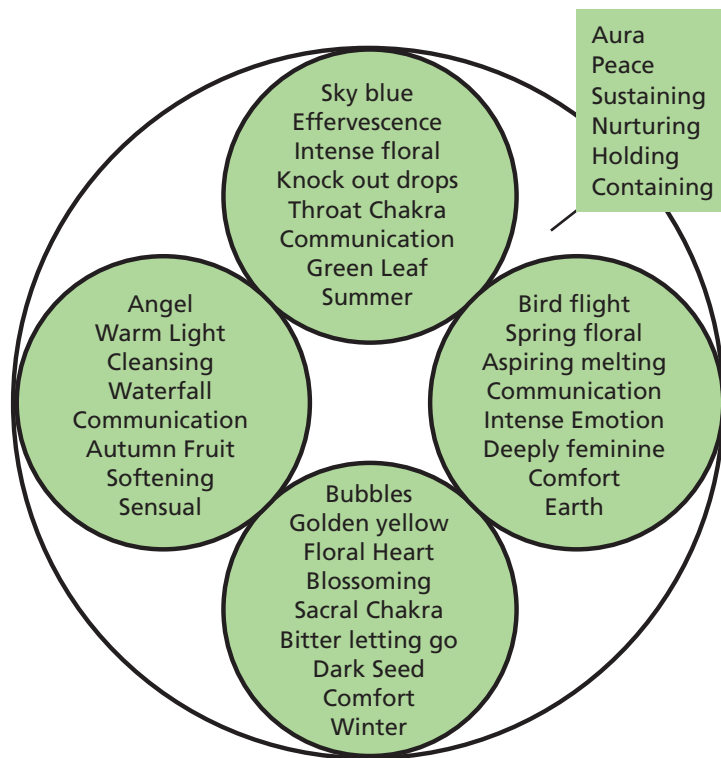 Aura
Peace
Sustaining
Nurturing
Holding
Containing
Sky blue
Effervescence
Intense floral
Knock out drops
Throat Chakra
Communication
Green Leaf
Summer
Angel
Warm Light
Cleansing
Waterfall
Communication
Autumn Fruit
Softening
Sensual
Bird flight
Spring floral
Aspiring melting
Communication
Intense Emotion
Deeply feminine
Comfort
Earth
Bubbles
Golden yellow
Floral Heart
Blossoming
Sacral Chakra
Bitter letting go
Dark Seed
Comfort
Winter